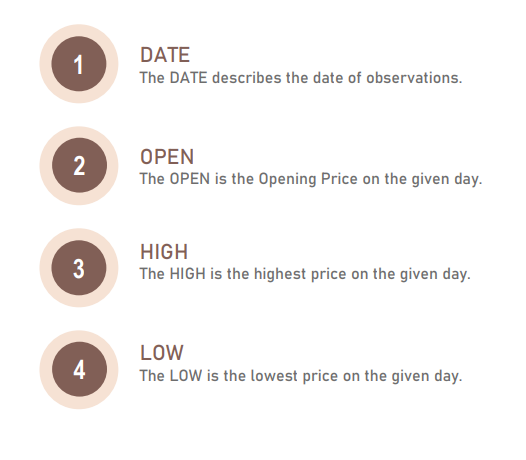 1
DATE
The DATE describes the date of observations.
2
OPEN
The OPEN is the Opening Price on the given day.
3
HIGH
The HIGH is the highest price on the given day.
4
LOW
The LOW is the lowest price on the given day.